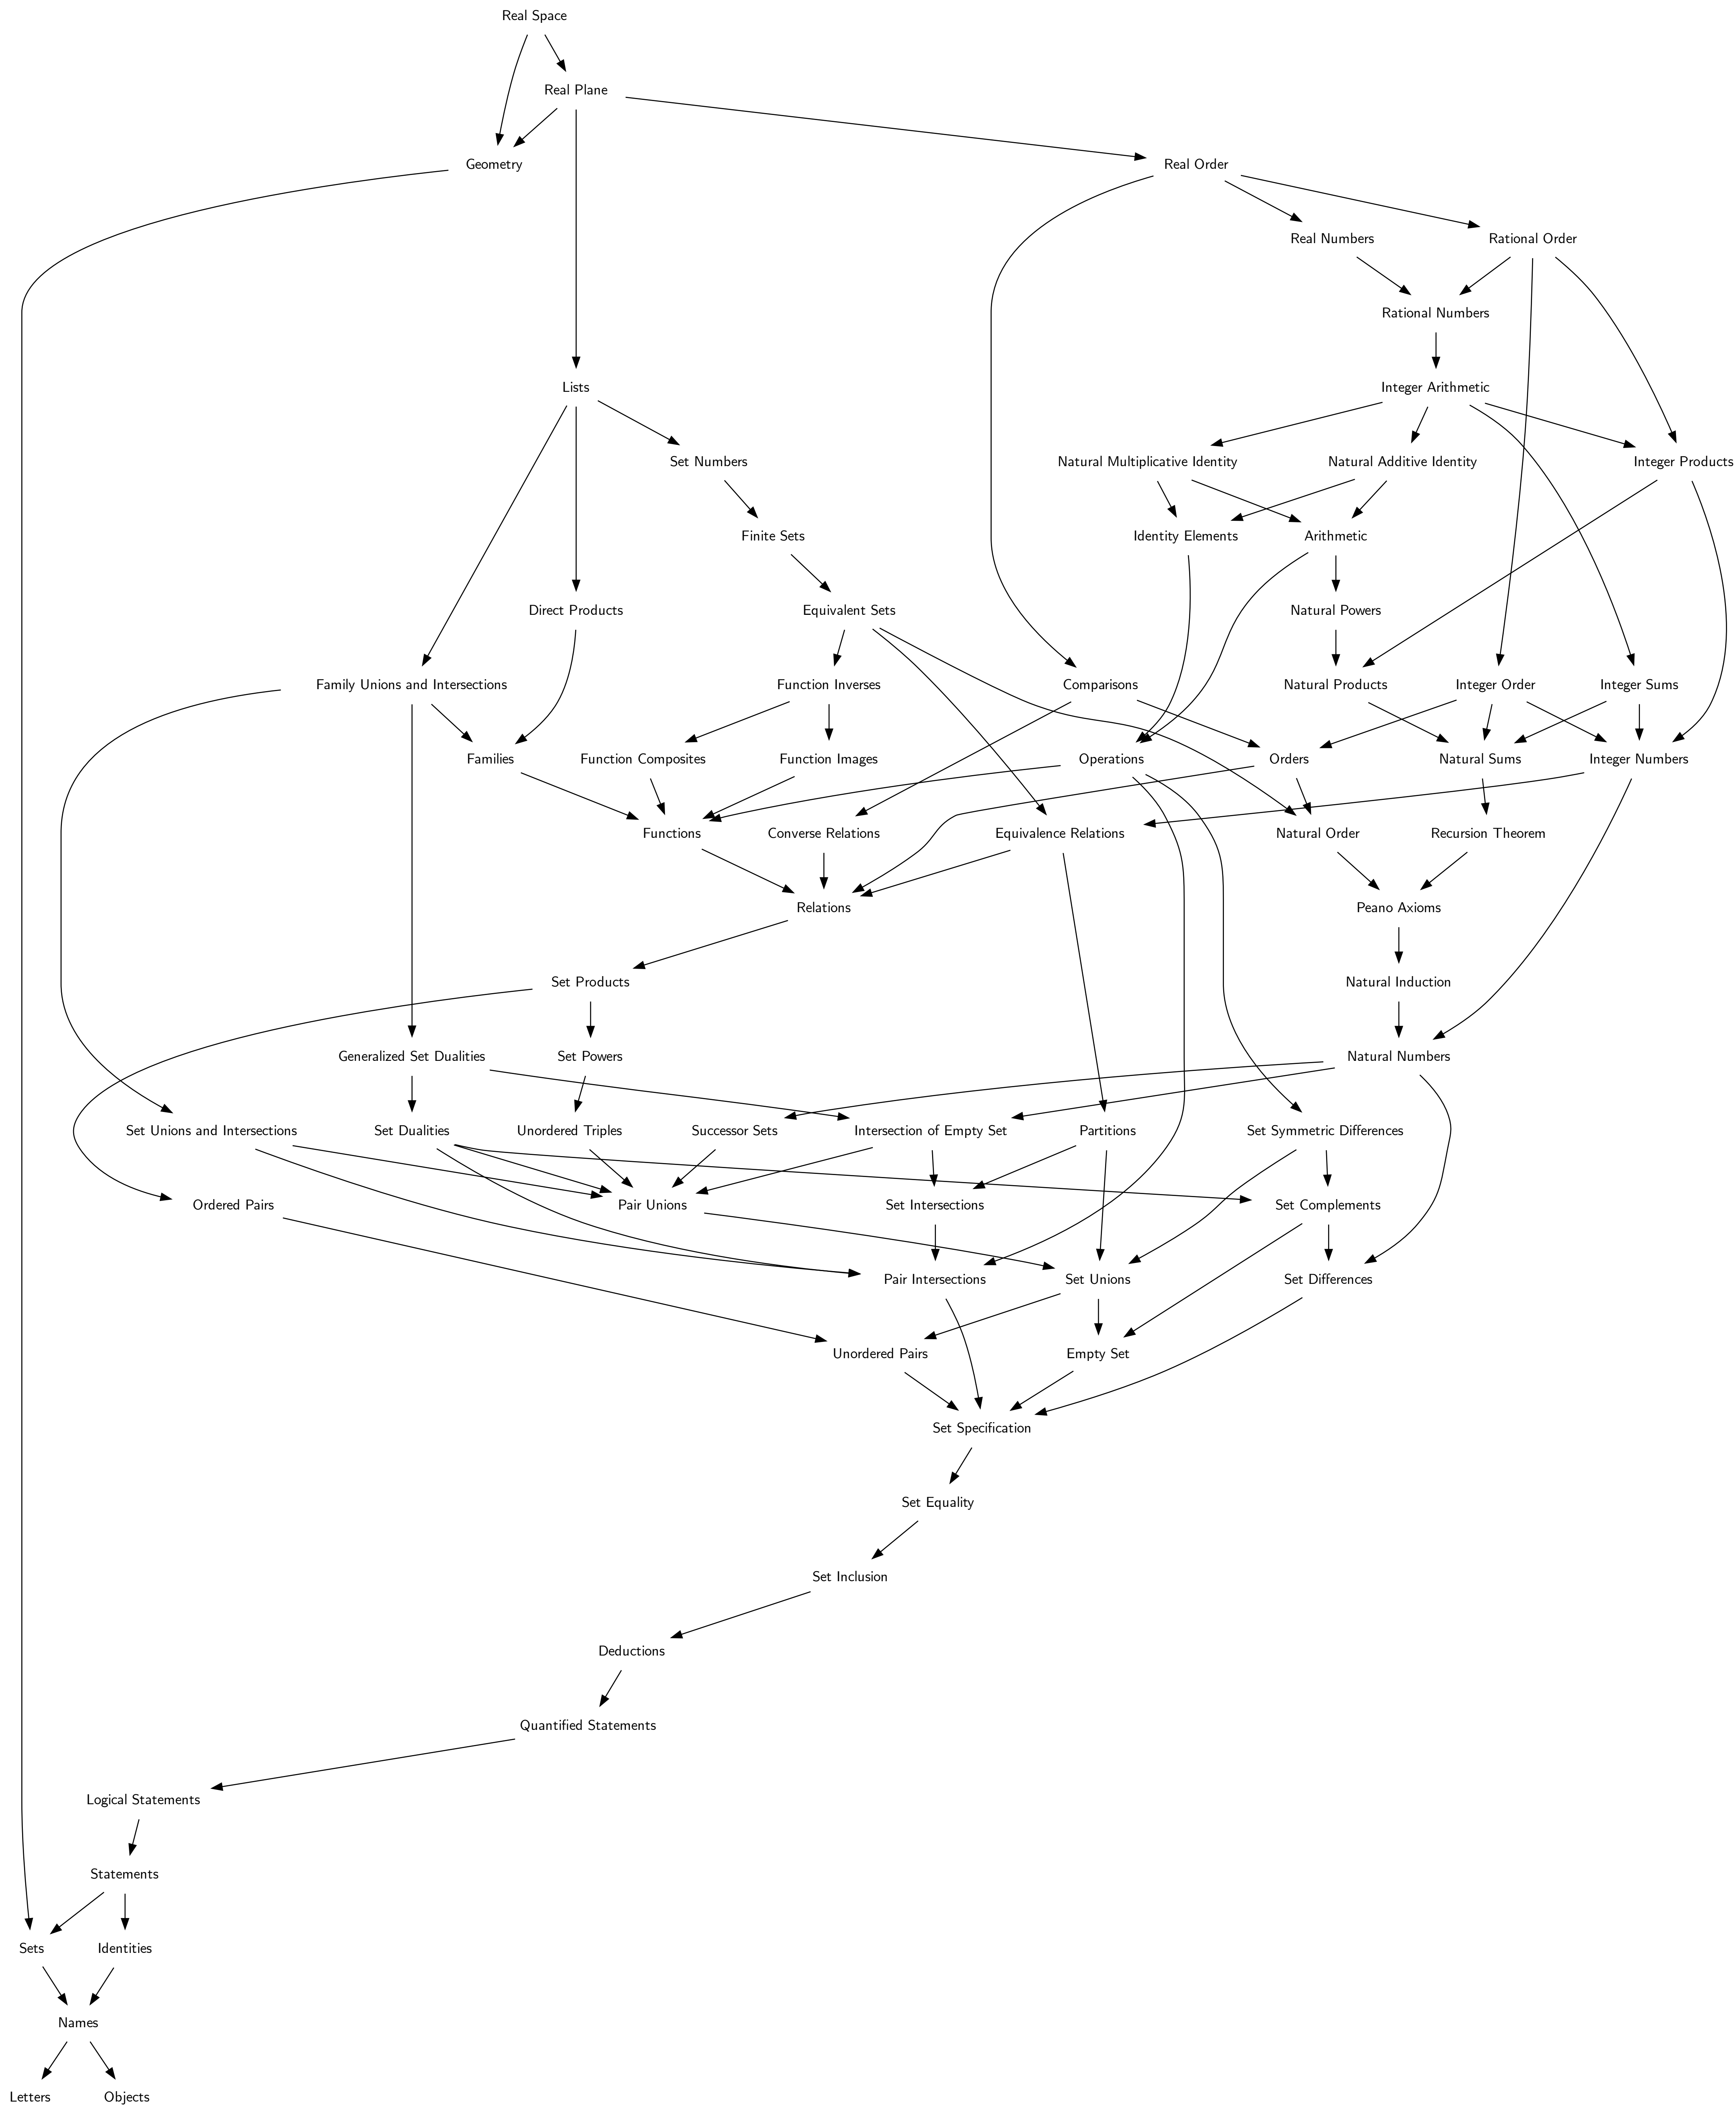 Real Space
Real Plane
Geometry
Real Order
Real Numbers
Rational Order
Rational Numbers
Lists
Integer Arithmetic
Set Numbers
Natural Multiplicative Identity
Natural Additive Identity
Integer Products
Finite Sets
Identity Elements
Arithmetic
Direct Products
Equivalent Sets
Natural Powers
Family Unions and Intersections
Function Inverses
Comparisons
Natural Products
Integer Order
Integer Sums
Families
Function Composites
Function Images
Operations
Orders
Natural Sums
Integer Numbers
Functions
Converse Relations
Equivalence Relations
Natural Order
Recursion Theorem
Relations
Peano Axioms
Set Products
Natural Induction
Generalized Set Dualities
Set Powers
Natural Numbers
Set Unions and Intersections
Set Dualities
Unordered Triples
Successor Sets
Intersection of Empty Set
Partitions
Set Symmetric Differences
Ordered Pairs
Pair Unions
Set Intersections
Set Complements
Pair Intersections
Set Unions
Set Differences
Unordered Pairs
Empty Set
Set Specification
Set Equality
Set Inclusion
Deductions
Quantified Statements
Logical Statements
Statements
Sets
Identities
Names
Letters
Objects